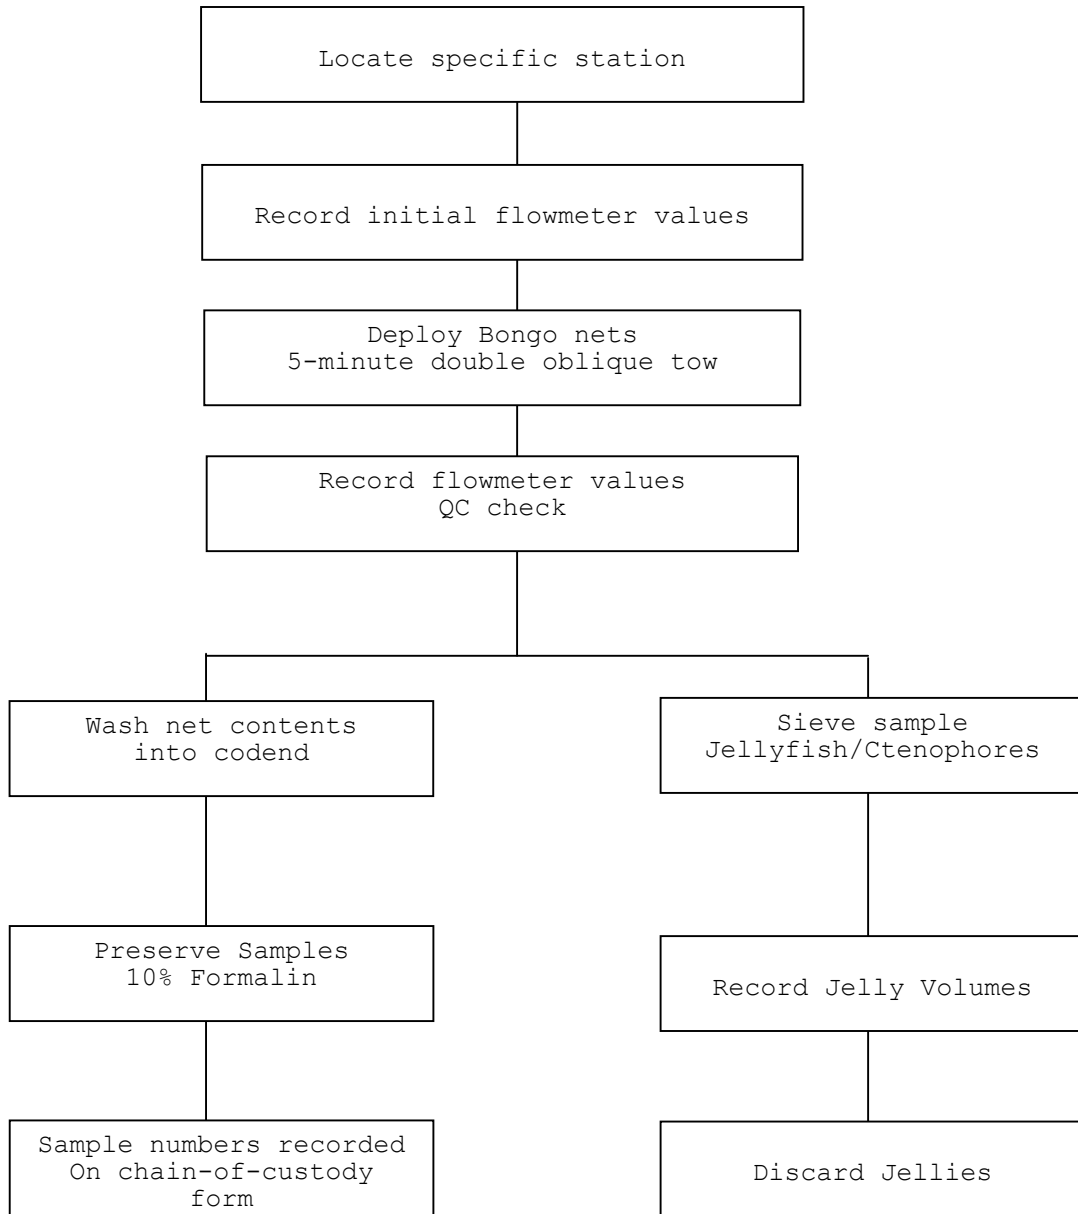 Locate specific station
Record initial flowmeter values
Deploy Bongo nets
5-minute double oblique tow
Record flowmeter values
QC check
Wash net contents
into codend
Sieve sample
Jellyfish/Ctenophores
Preserve Samples
10% Formalin
Record Jelly Volumes
Sample numbers recorded
On chain-of-custody
form
Discard Jellies